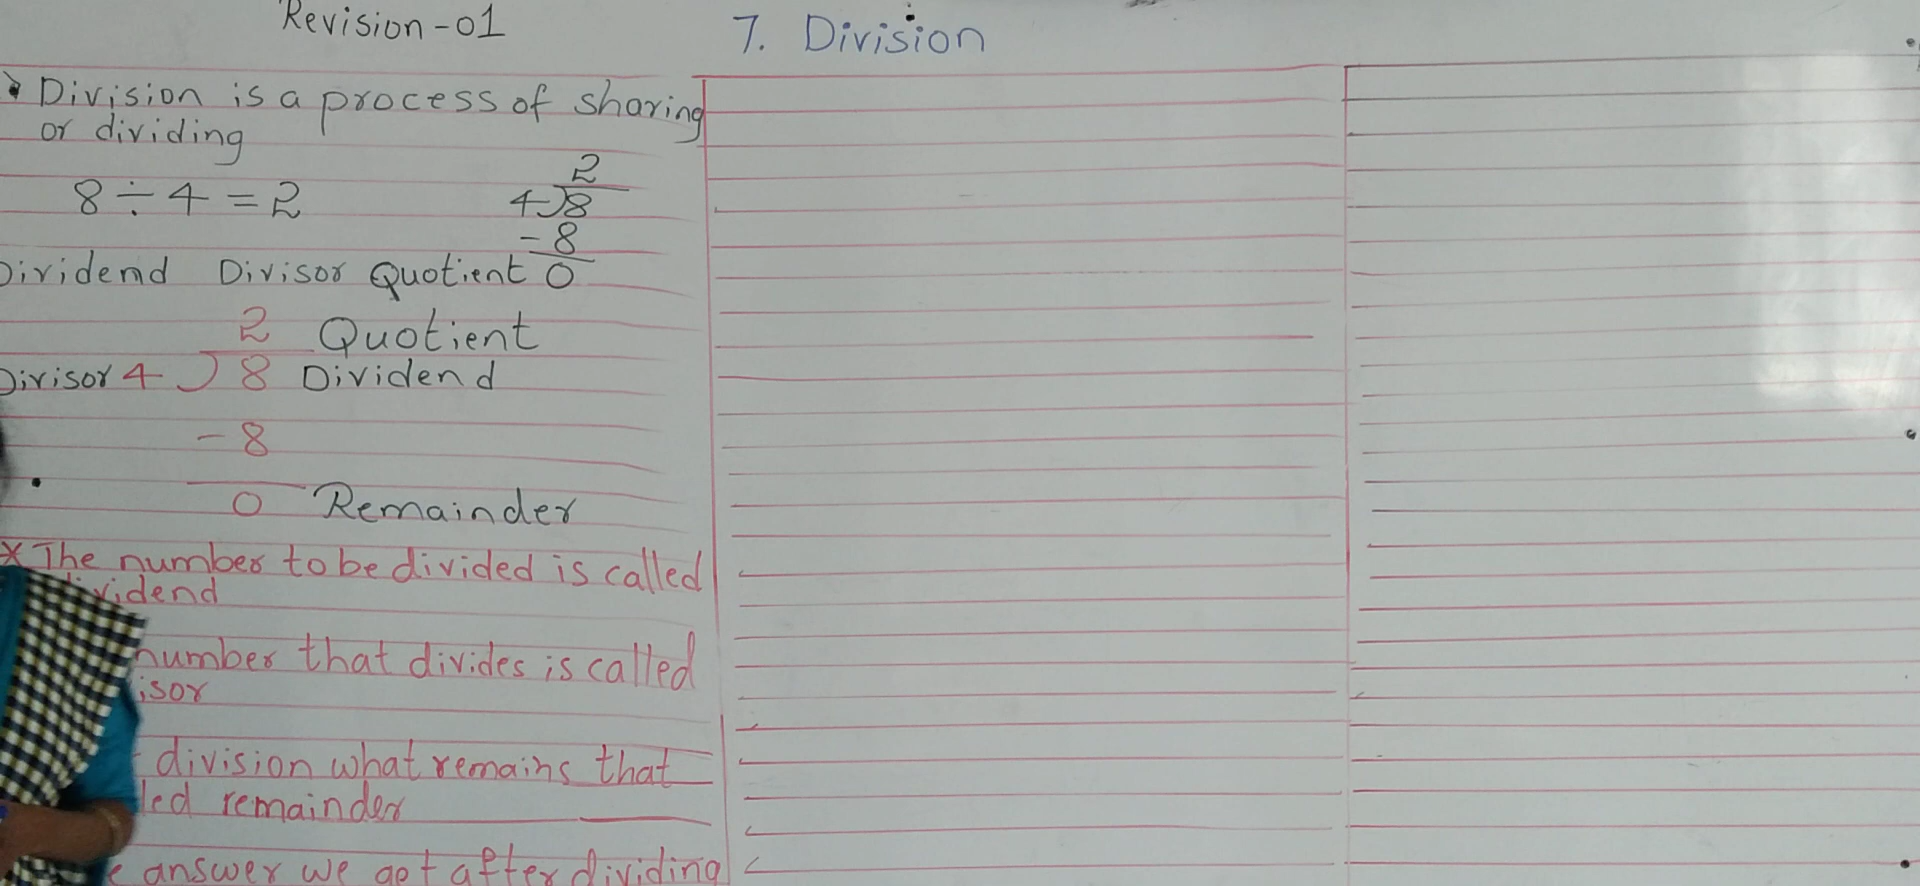 Revision-01
7. Division
Division is a process of sharing
or dividing
8 ÷ 4 = 2
2
4)8
-8
0
Dividend Divisor Quotient
2 Quotient
Divisor 4 ) 8 Dividend
- 8
0 Remainder
* The number to be divided is called
number that divides is called
division what remains that
remainder
answer we get after dividing